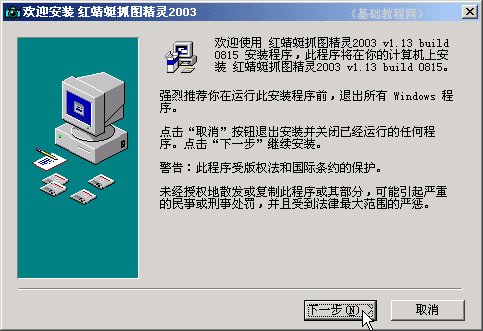 欢迎安装 红蜻蜓抓图精灵2003
《基础教程网》
欢迎使用 红蜻蜓抓图精灵2003 v1.13 build
0815 安装程序，此程序将在你的计算机上安
装 红蜻蜓抓图精灵2003 v1.13 build 0815。
强烈推荐你在运行此安装程序前，退出所有 Windows 程
序。
点击“取消”按钮退出安装并关闭已经运行的任何程
序。点击“下一步”继续安装。
警告：此程序受版权法和国际条约的保护。
未经授权地散发或复制此程序或其部分，可能引起严重
的民事或刑事处罚，并且受到法律最大范围的严惩。
下一步(N)
取消